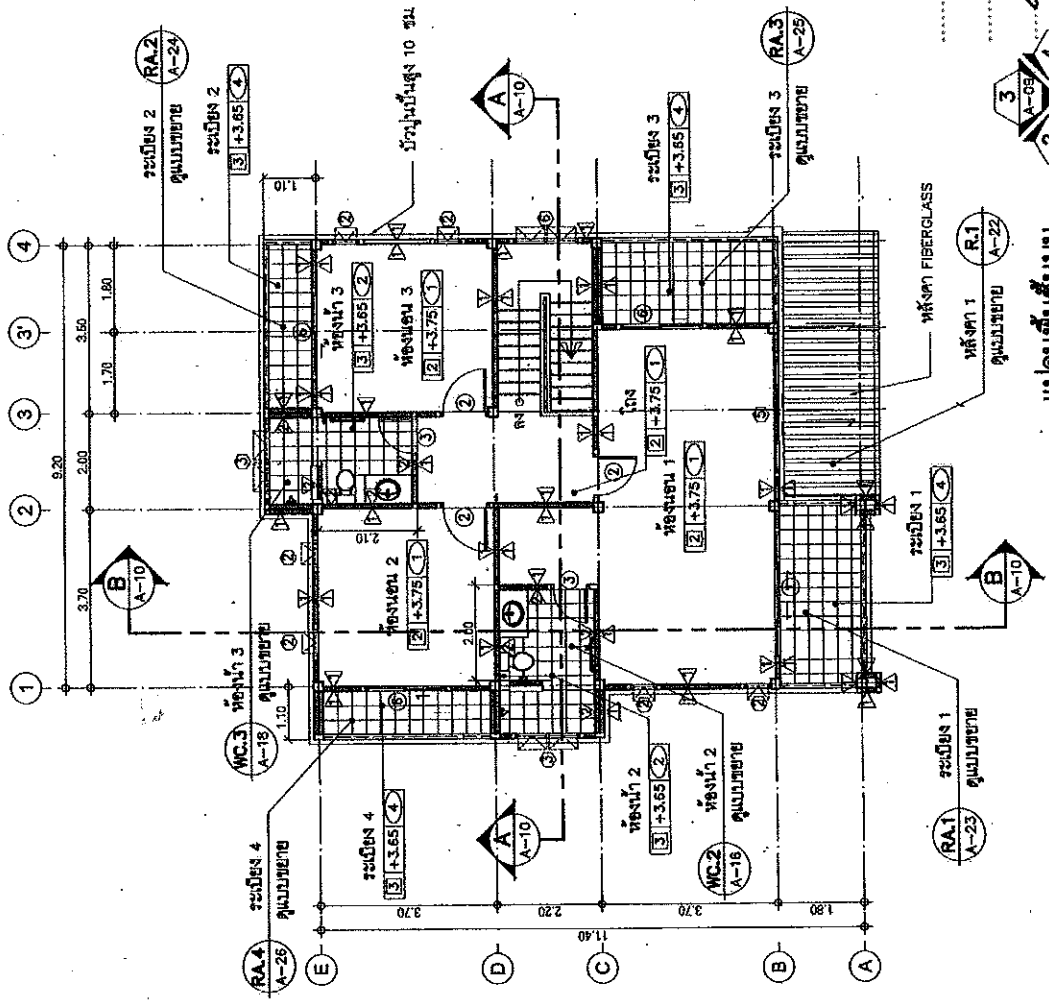 RA.2
A-24
ระเบียง 2
ดูแบบขยาย
ระเบียง 2
3 +3.65 4
บัวปูนปั้นสูง 10 ซม
1.10
4
3'
3
2
1
1.80
3.50
1.70
2.00
9.20
3.70
A
A-10
ระเบียง 3
3 +3.65 4
RA.3
A-25
ระเบียง 3
ดูแบบขยาย
3
A-09
ห้องน้ำ 3
3 +3.65 2
ห้องนอน 3
2 +3.75 1
ลง
โถง
2 +3.75 1
ห้องนอน 1
2 +3.75 1
ห้องนอน 2
2 +3.75 1
2.10
2.00
หลังคา FIBERGLASS
R.1
A-22
หลังคา 1
ดูแบบขยาย
ระเบียง 1
3 +3.65 4
B
A-10
B
A-10
WC.3
A-18
ห้องน้ำ 3
ดูแบบขยาย
1.10
ระเบียง 4
ดูแบบขยาย
RA.4
A-26
ระเบียง 4
3 +3.65 4
A
A-10
ห้องน้ำ 2
3 +3.65 2
ห้องน้ำ 2
ดูแบบขยาย
WC.2
A-16
ระเบียง 1
ดูแบบขยาย
RA.1
A-23
3.70
2.20
3.70
1.80
11.40
E
D
C
B
A